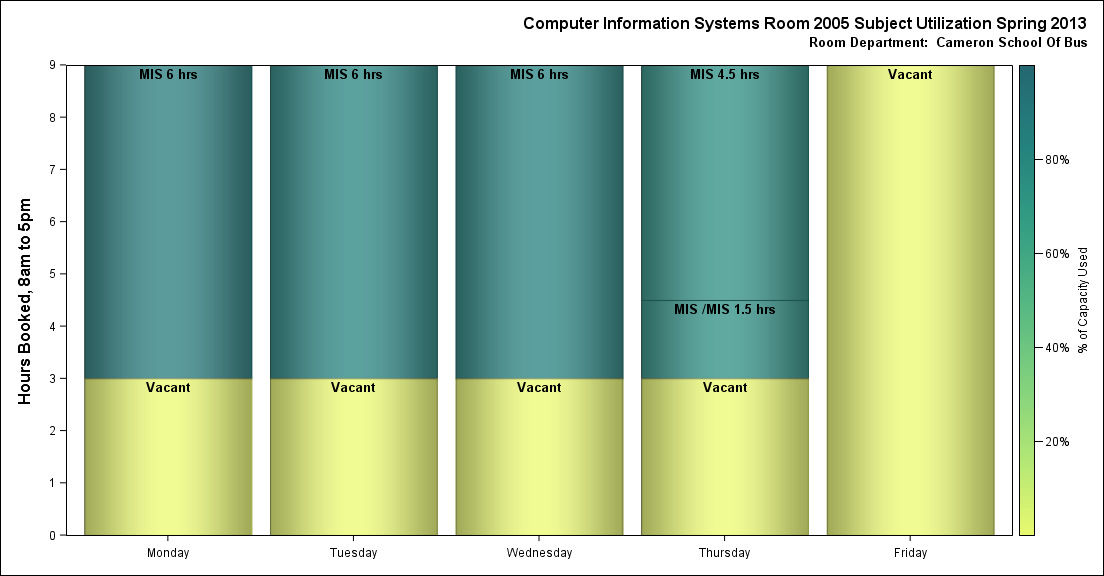 Computer Information Systems Room 2005 Subject Utilization Spring 2013
Room Department:  Cameron School Of Bus
Hours Booked, 8am to 5pm
9
8
7
6
5
4
3
2
1
0
MIS 6 hrs
Vacant
MIS 6 hrs
Vacant
MIS 6 hrs
Vacant
MIS 4.5 hrs
MIS /MIS 1.5 hrs
Vacant
Vacant
Monday
Tuesday
Wednesday
Thursday
Friday
80%
60%
40%
20%
% of Capacity Used